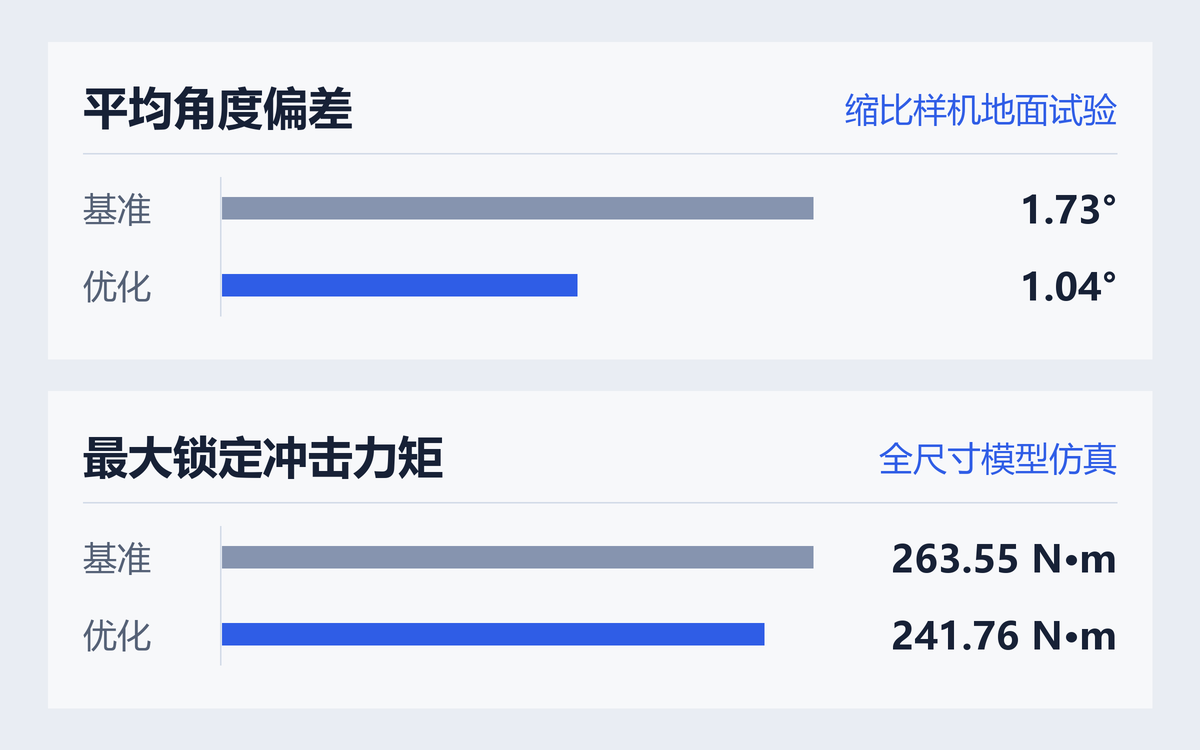 平均角度偏差
缩比样机地面试验
基准
1.73°
优化
1.04°
最大锁定冲击力矩
全尺寸模型仿真
基准
263.55 N•m
优化
241.76 N•m